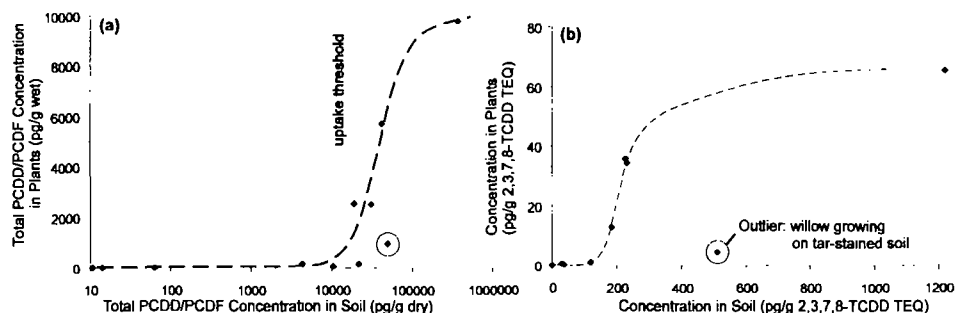 (a)
10000
8000
6000
4000
2000
0
Total PCDD/PCDF Concentration
in Plants (pg/g wet)
uptake threshold
10
100
1000
10000
100000
1000000
Total PCDD/PCDF Concentration in Soil (pg/g dry)
(b)
80
60
40
20
0
Concentration in Plants
(pg/g 2,3,7,8-TCDD TEQ)
Outlier: willow growing
on tar-stained soil
0
200
400
600
800
1000
1200
Concentration in Soil (pg/g 2,3,7,8-TCDD TEQ)